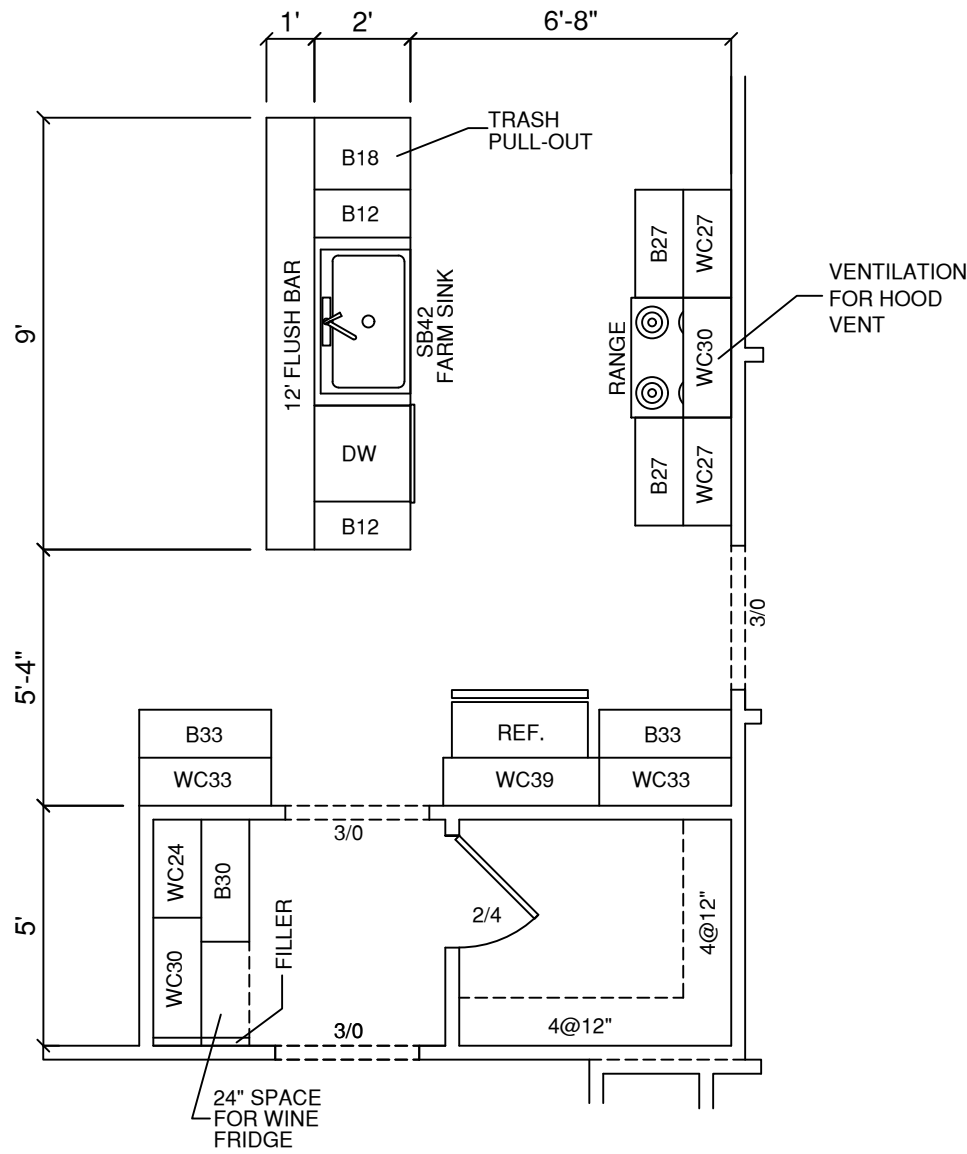 1'
2'
6'-8"
TRASH
PULL-OUT
B18
B12
12' FLUSH BAR
SB42
FARM SINK
DW
B12
B27
WC27
RANGE
WC30
B27
WC27
VENTILATION
FOR HOOD
VENT
9'
5'-4"
5'
3/0
B33
WC33
REF.
WC39
B33
WC33
3/0
WC24
B30
WC30
FILLER
2/4
4@12"
4@12"
3/0
24" SPACE
FOR WINE
FRIDGE